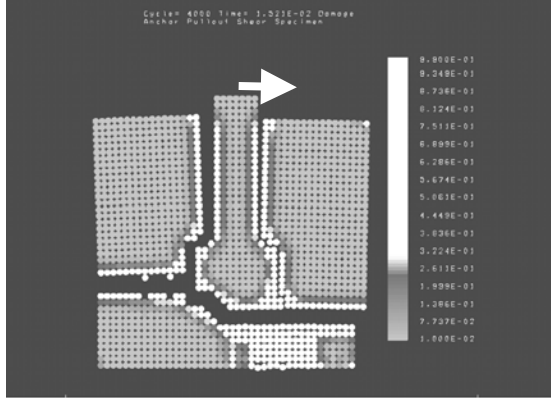 Cycle= 4000 Time= 1.521E-02 Damage
Anchor Pullout Shear Specimen
9.800E-01
9.349E-01
8.736E-01
8.124E-01
7.511E-01
6.899E-01
6.286E-01
5.674E-01
5.061E-01
4.449E-01
3.836E-01
3.224E-01
2.611E-01
1.999E-01
1.386E-01
7.737E-02
1.000E-02